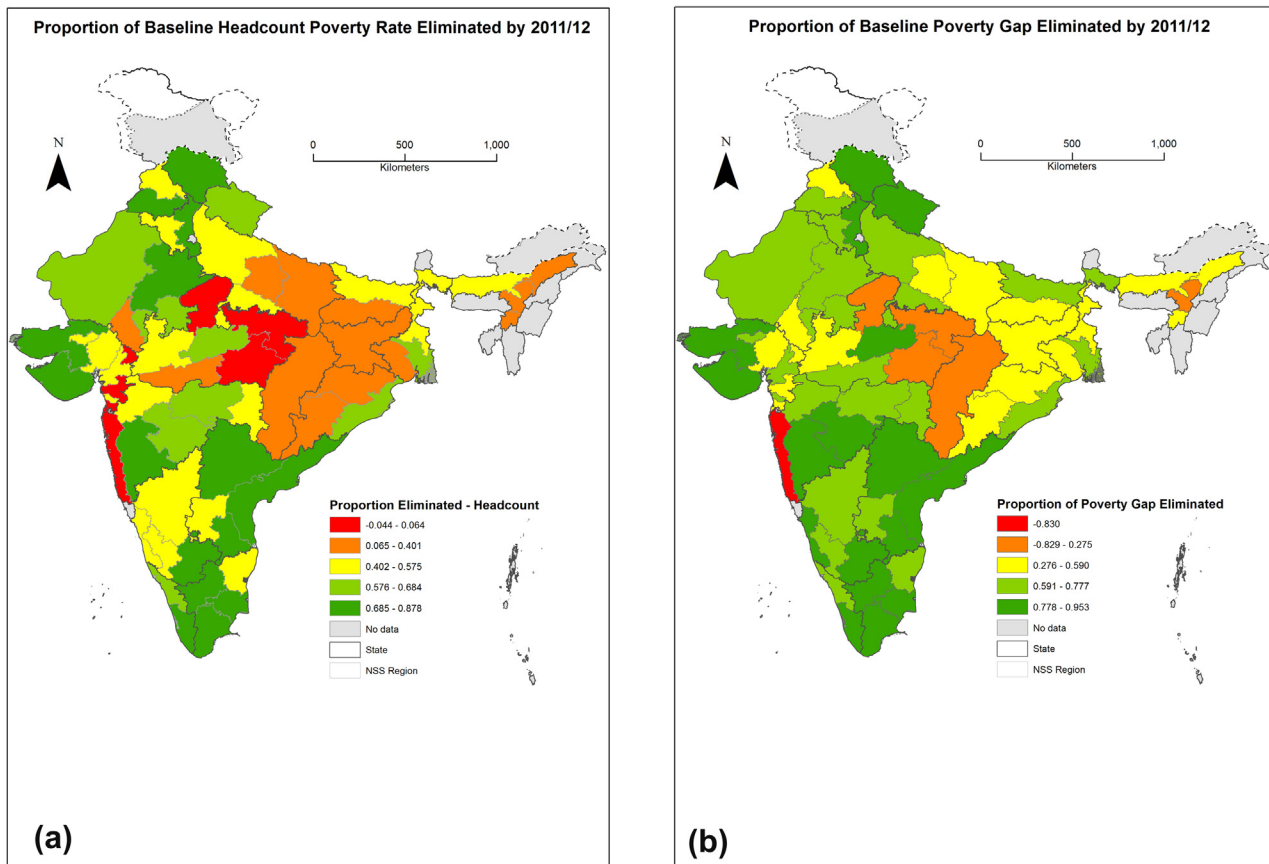 Proportion of Baseline Headcount Poverty Rate Eliminated by 2011/12
N
0 500 1,000
Kilometers
Proportion Eliminated - Headcount
-0.044 - 0.064
0.065 - 0.401
0.402 - 0.575
0.576 - 0.684
0.685 - 0.878
No data
State
NSS Region
(a)
Proportion of Baseline Poverty Gap Eliminated by 2011/12
N
0 500 1,000
Kilometers
Proportion of Poverty Gap Eliminated
-0.830
-0.829 - 0.275
0.276 - 0.590
0.591 - 0.777
0.778 - 0.953
No data
State
NSS Region
(b)